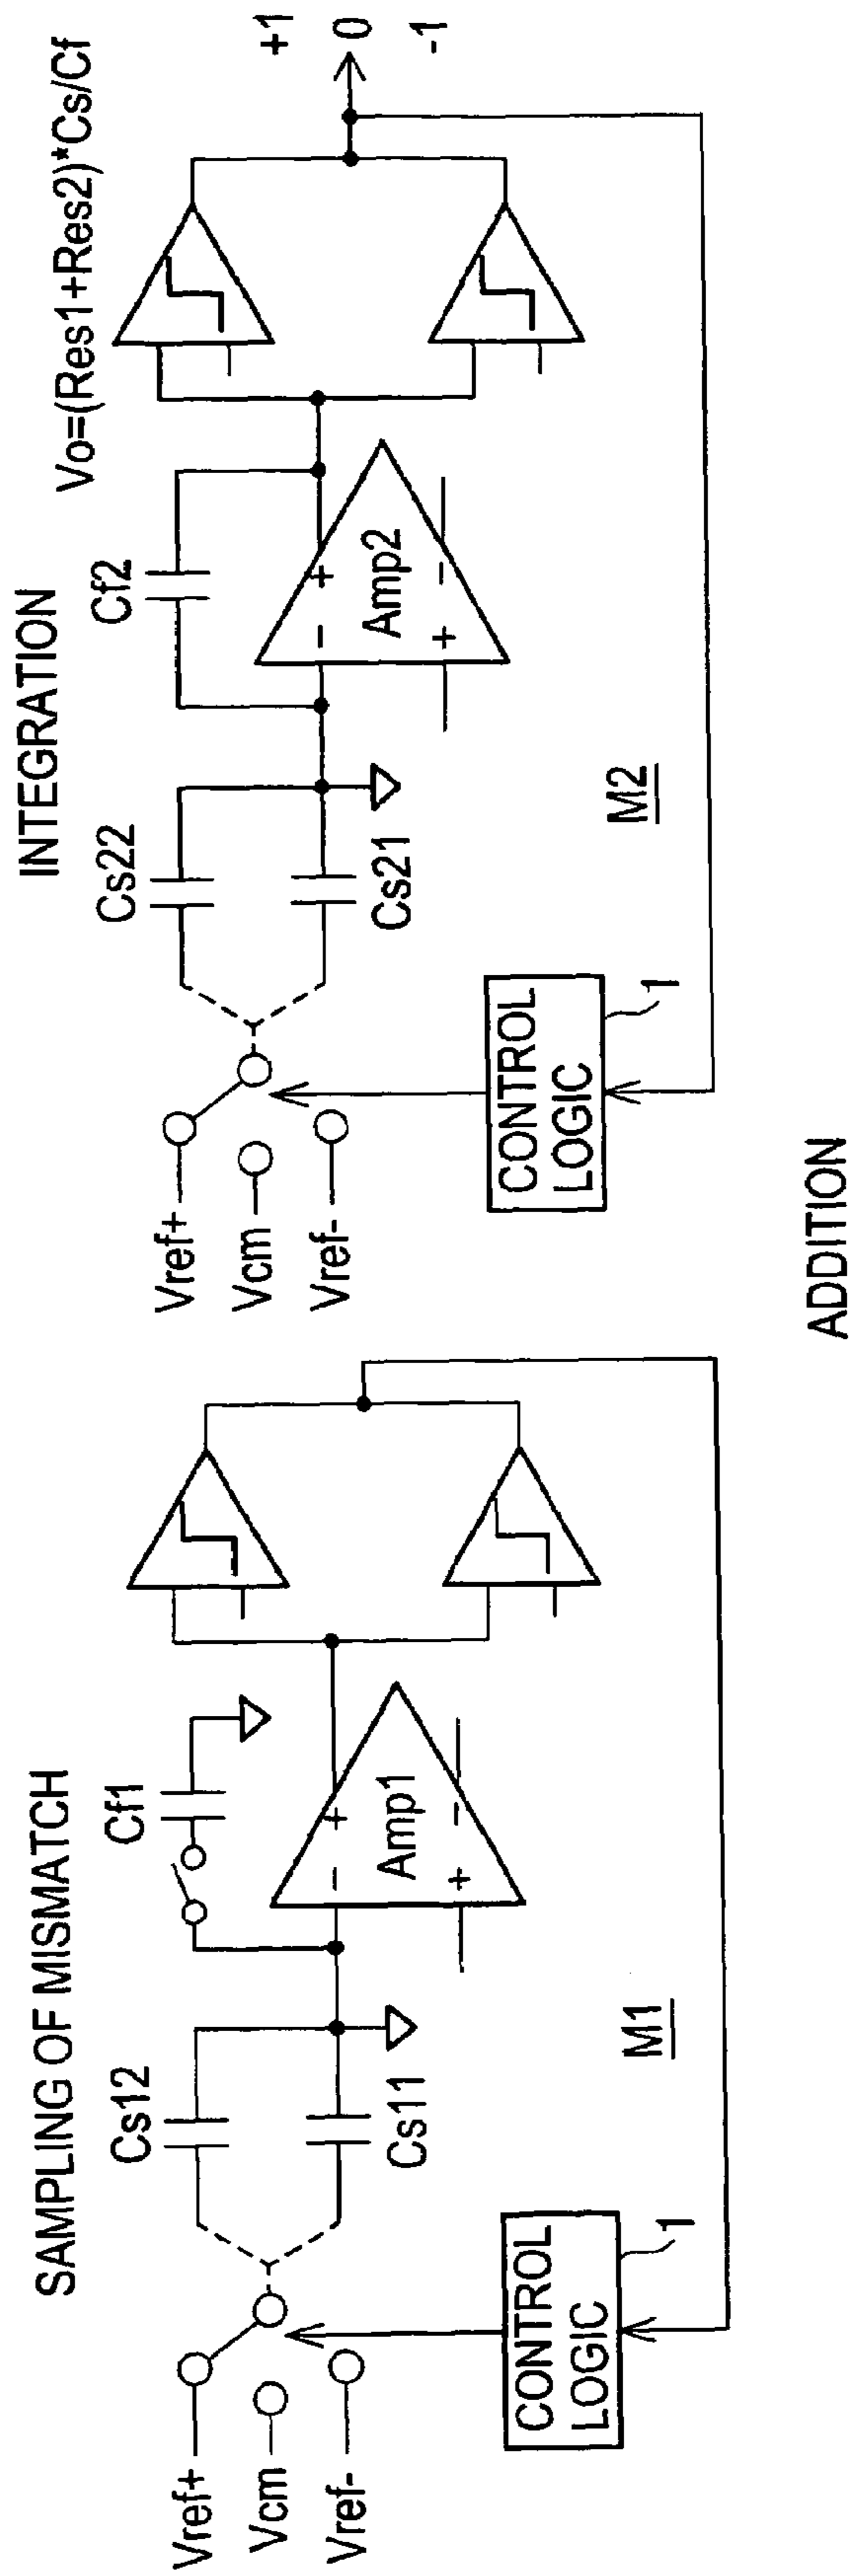 SAMPLING OF MISMATCH
Vref+
Vcm
Vref-
Cs12
Cs11
Cf1
- +
Amp1
+ -
CONTROL
LOGIC
1
M1
INTEGRATION
Vref+
Vcm
Vref-
Cs22
Cs21
Cf2
- +
Amp2
+ -
CONTROL
LOGIC
1
M2
Vo=(Res1+Res2)*Cs/Cf
+1
0
-1
ADDITION